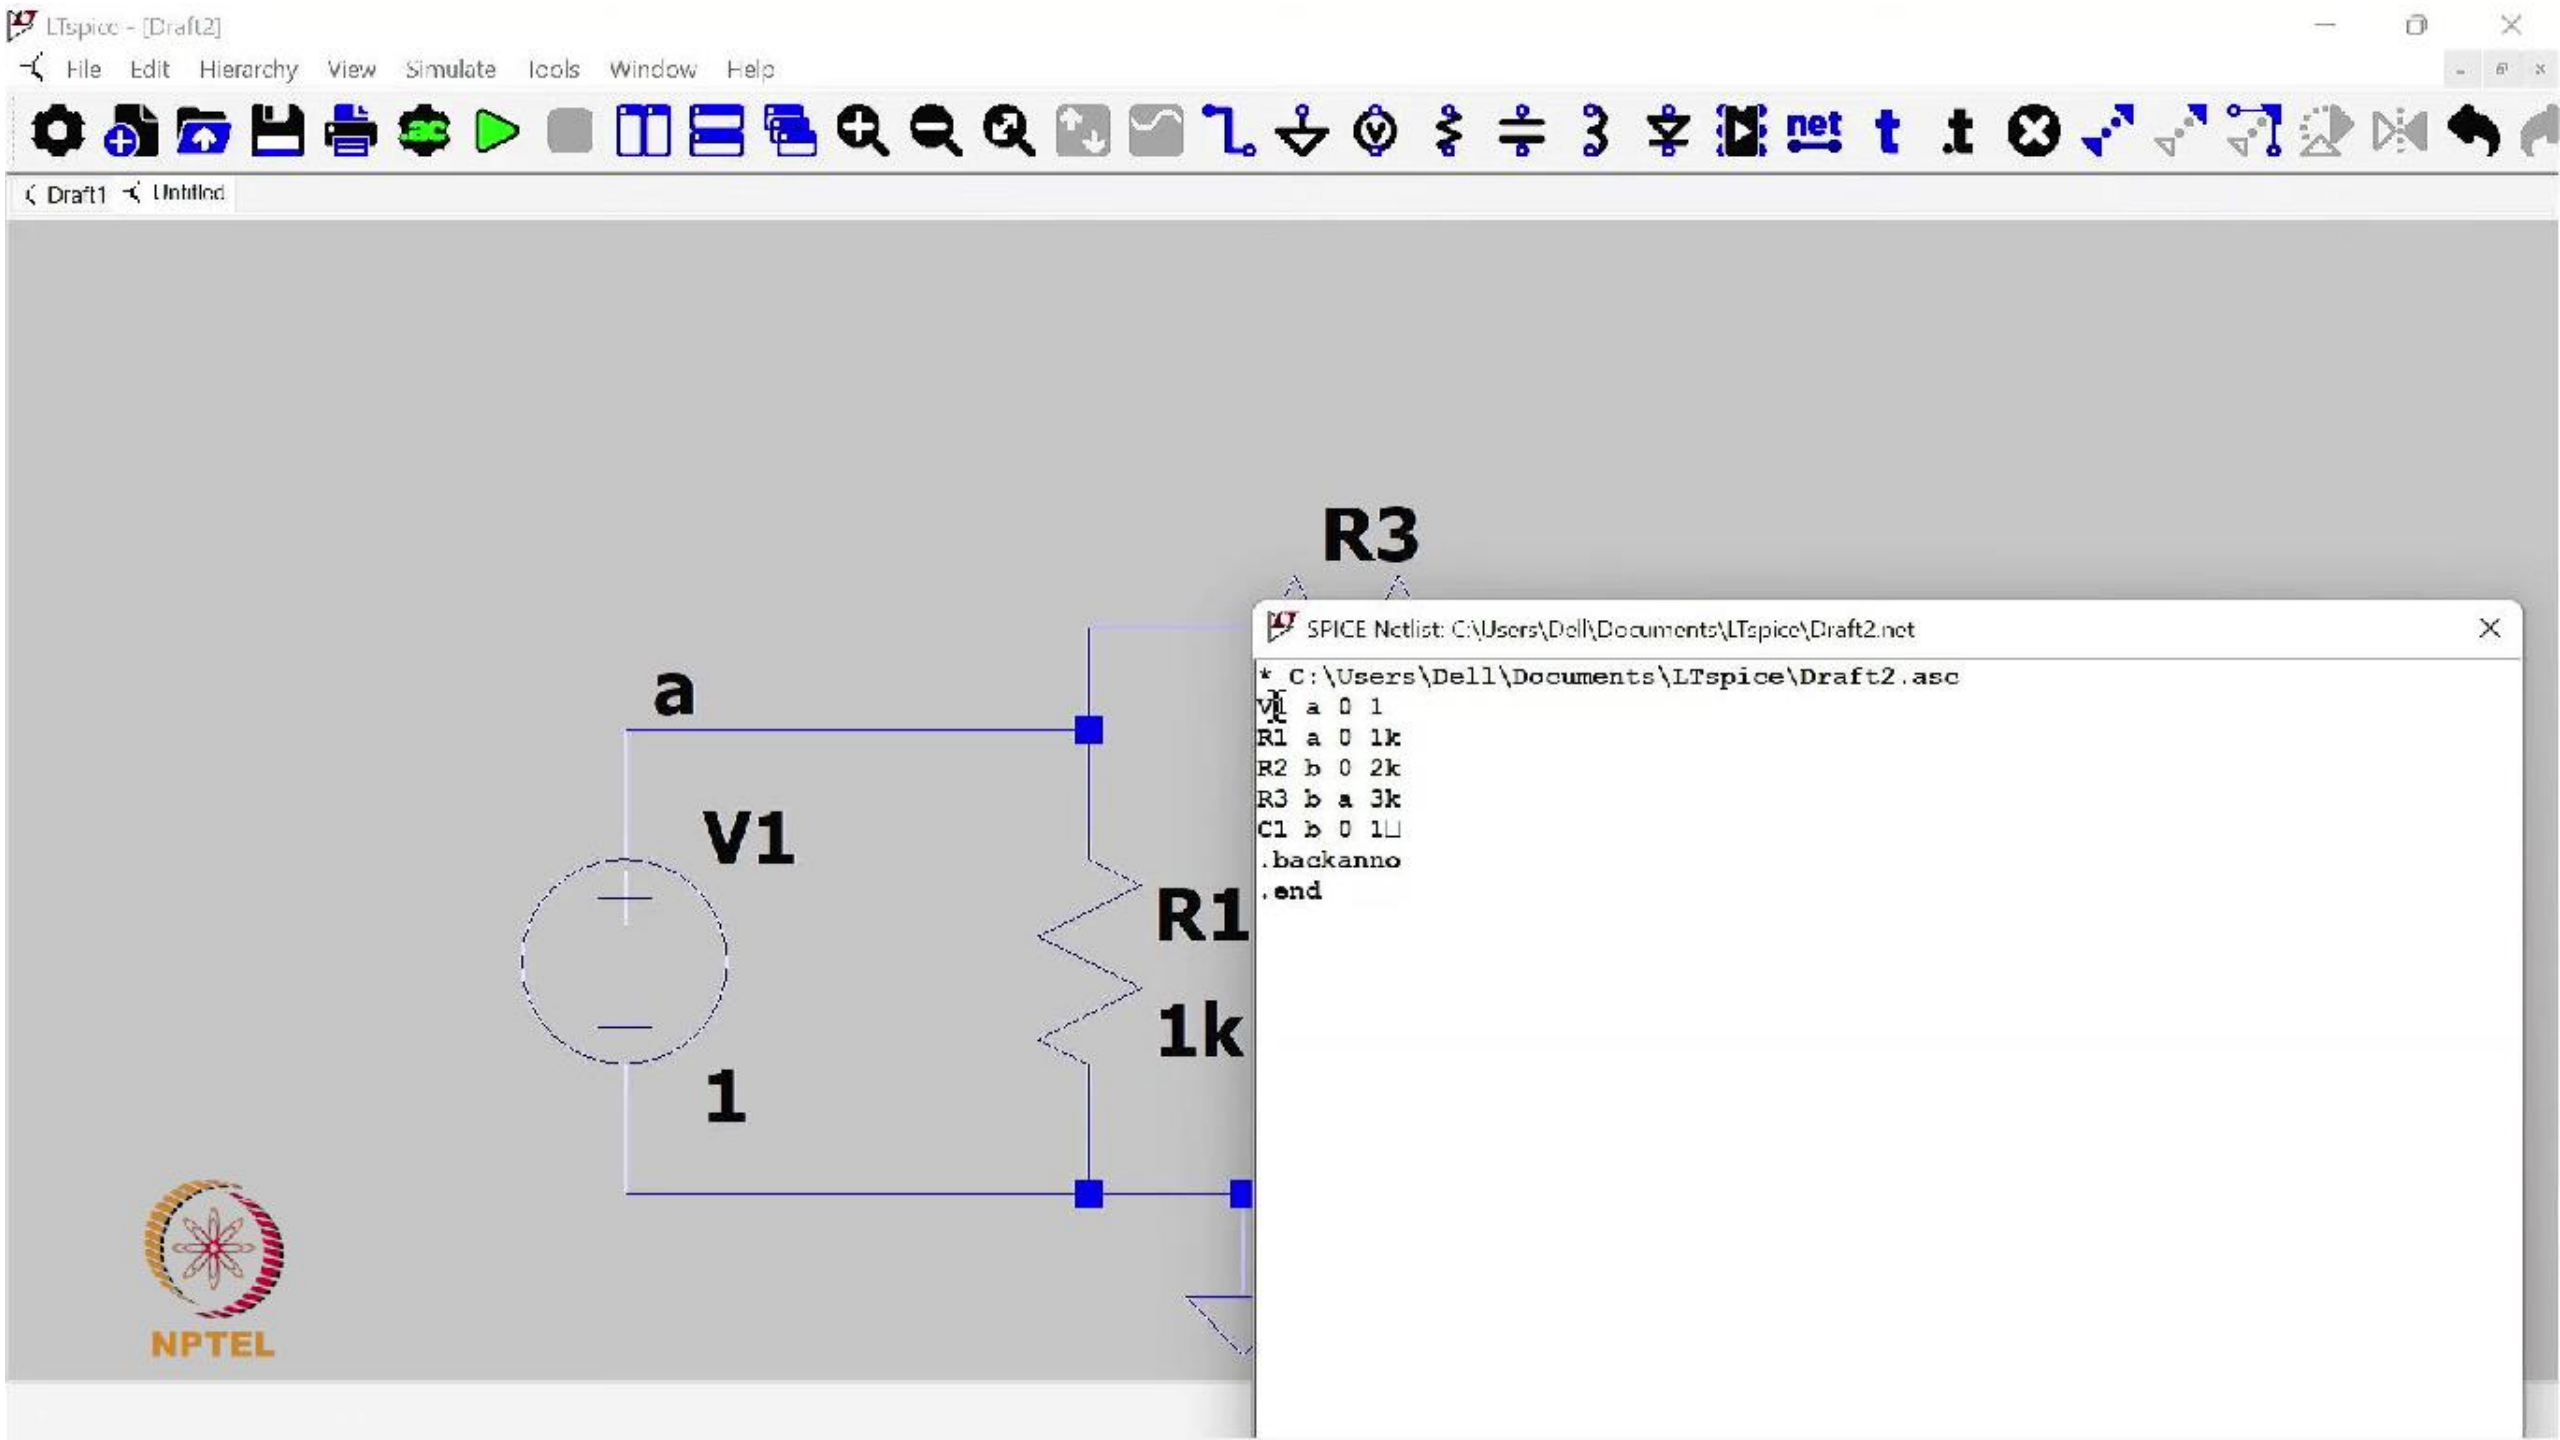 LTspice - [Draft2]
File Edit Hierarchy View Simulate Tools Window Help
.ac
net t .t
Draft1 Untitled
R3
SPICE Netlist: C:\Users\Dell\Documents\LTspice\Draft2.net
* C:\Users\Dell\Documents\LTspice\Draft2.asc
V1 a 0 1
R1 a 0 1k
R2 b 0 2k
R3 b a 3k
C1 b 0 1□
.backanno
.end
a
V1
R1
1k
1
NPTEL